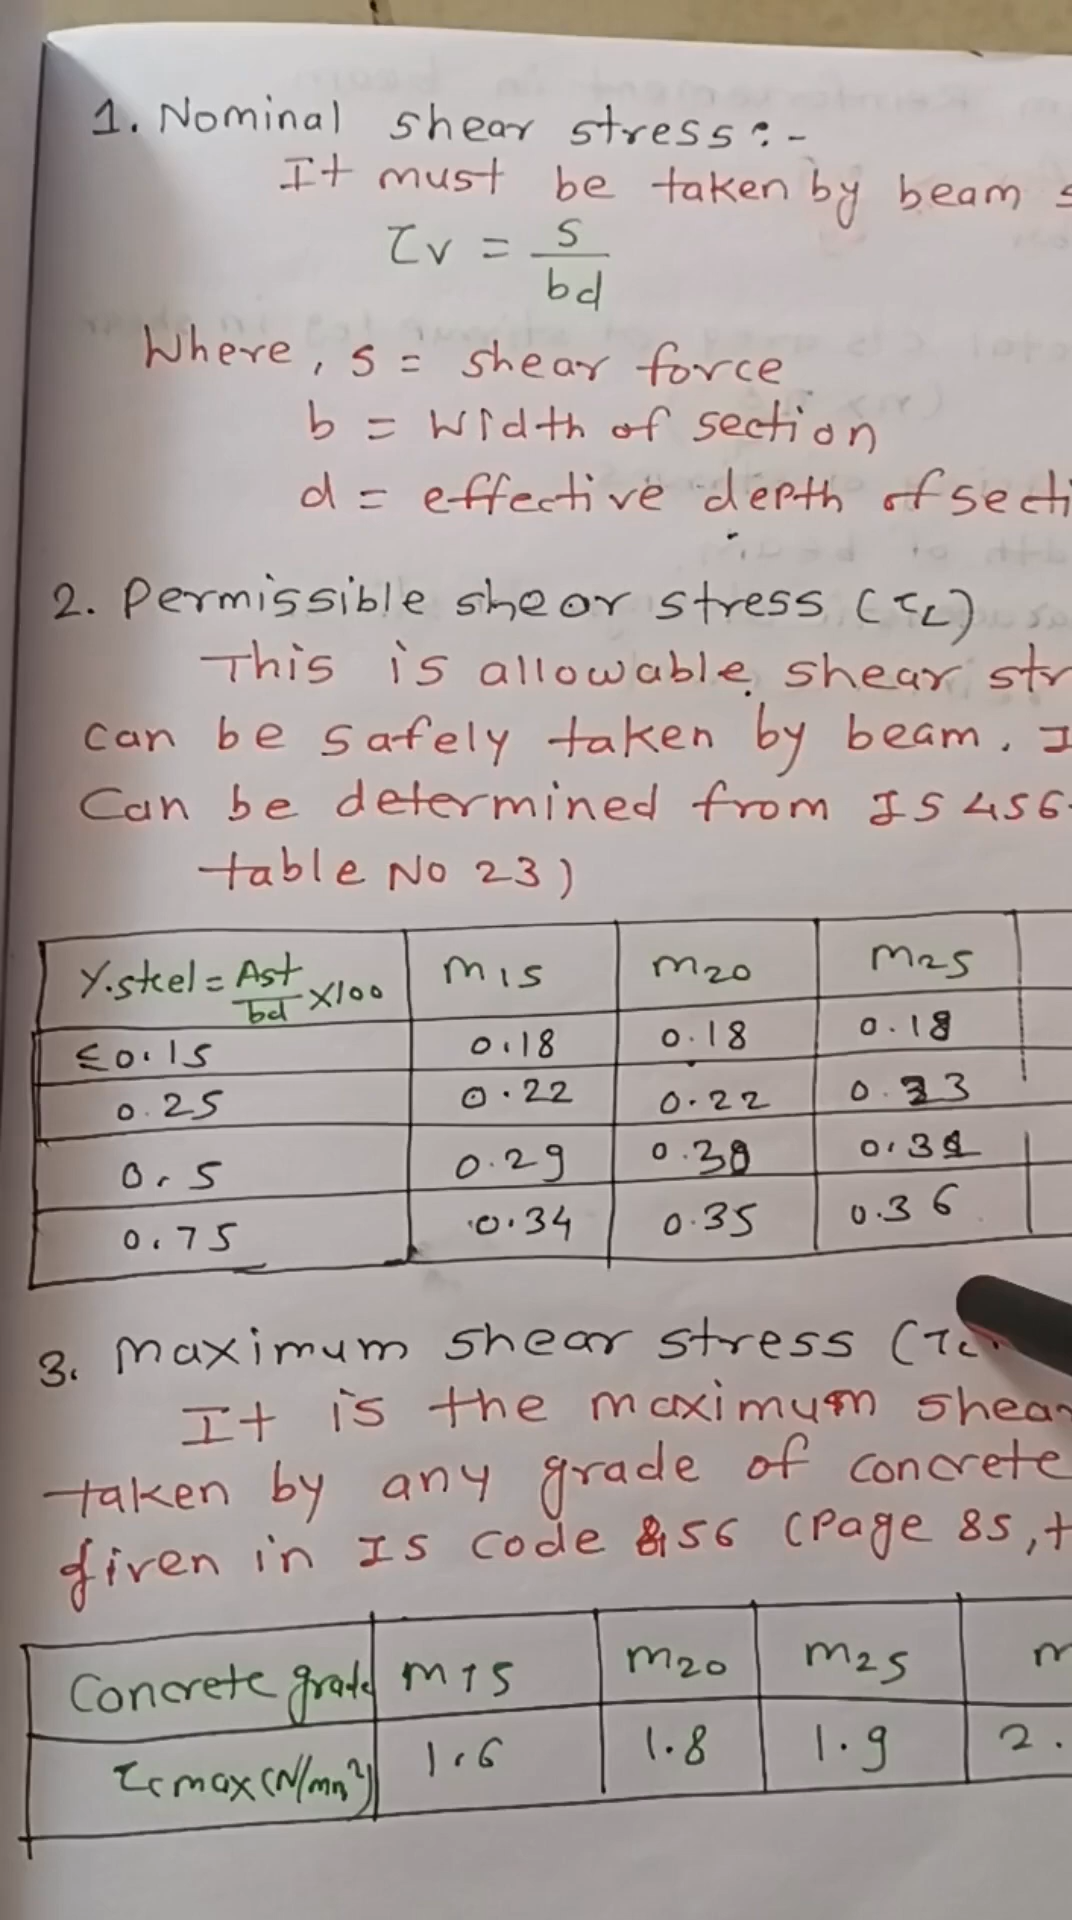 1. Nominal shear stress:-
It must be taken by beam
τv = s / bd
Where, s = shear force
b = width of section
d = effective depth of secti
2. Permissible shear stress (τc)
This is allowable shear str
can be safely taken by beam. I
Can be determined from IS 456-
table No 23)
%steel = Ast/bd ×100 m15 m20 m25
≤0.15 0.18 0.18 0.18
0.25 0.22 0.22 0.23
0.5 0.29 0.30 0.31
0.75 0.34 0.35 0.36
3. Maximum shear stress (τc
It is the maximum shear
taken by any grade of concrete
given in IS code 456 (Page 85, t
Concrete grade m15 m20 m25 m
τc max (N/mm²) 1.6 1.8 1.9 2.